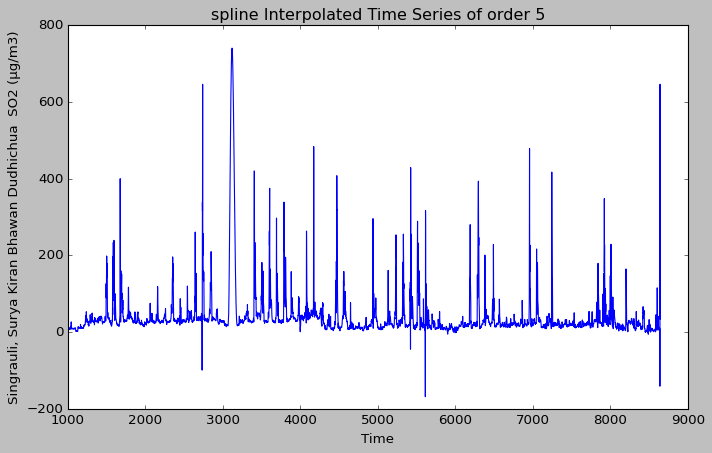 spline Interpolated Time Series of order 5
Singrauli, Surya Kiran Bhawan Dudhichua  SO2 (µg/m3)
800
600
400
200
0
−200
1000 2000 3000 4000 5000 6000 7000 8000 9000
Time